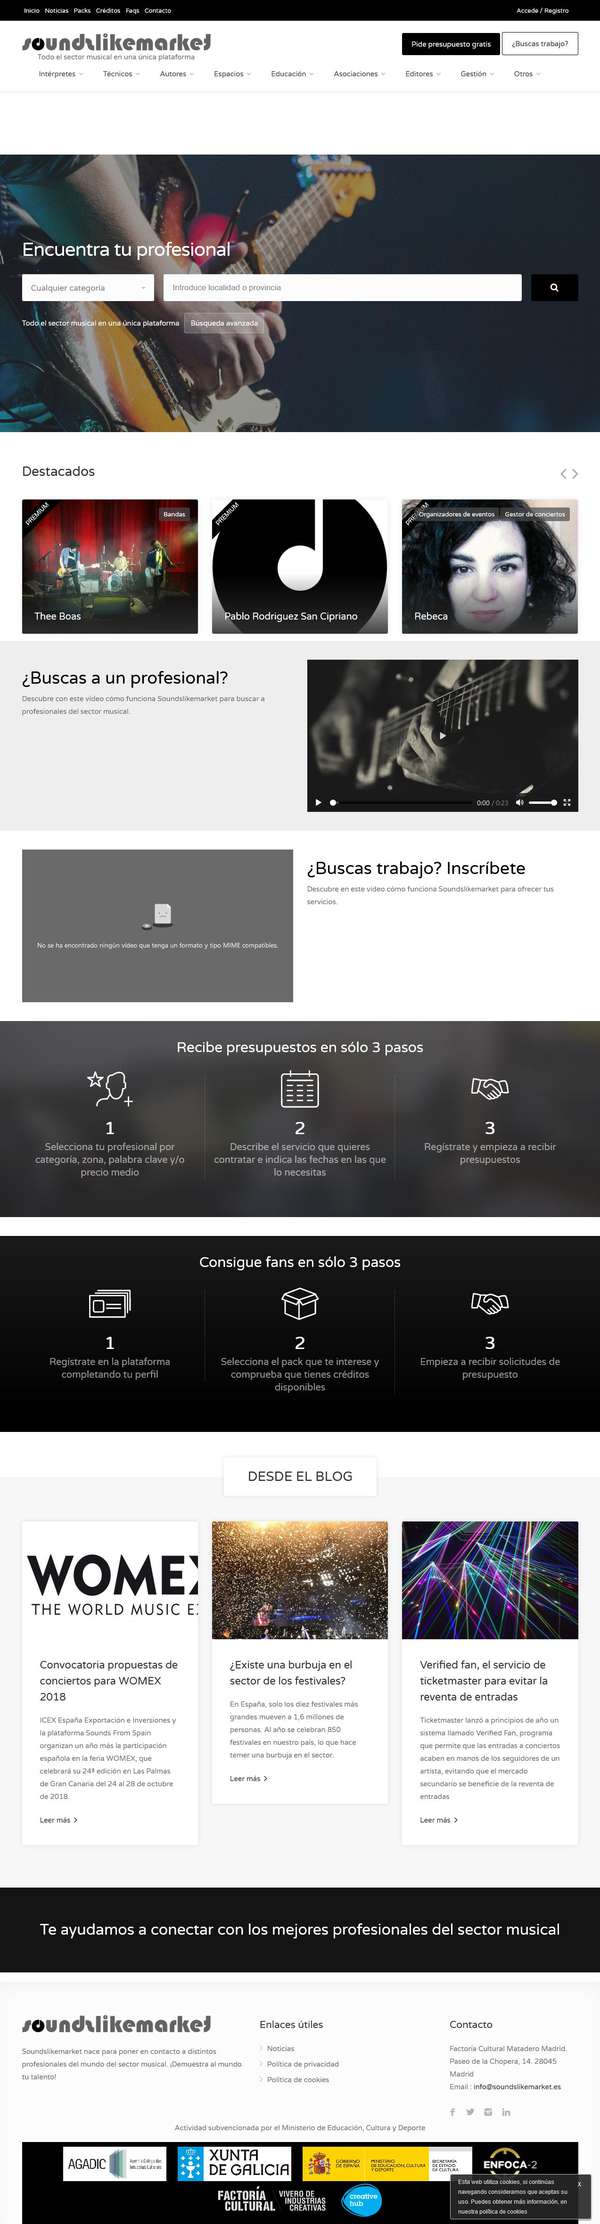 Inicio Noticias Packs Créditos Faqs Contacto
Accede / Registro
soundslikemarket
Todo el sector musical en una única plataforma
Pide presupuesto gratis
¿Buscas trabajo?
Intérpretes Técnicos Autores Espacios Educación Asociaciones Editores Gestión Otros
Encuentra tu profesional
Cualquier categoría
Introduce localidad o provincia
Todo el sector musical en una única plataforma
Búsqueda avanzada
Destacados
PREMIUM
Bandas
Thee Boas
PREMIUM
Pablo Rodriguez San Cipriano
Organizadores de eventos
Gestor de conciertos
Rebeca
¿Buscas a un profesional?
Descubre con este vídeo cómo funciona Soundslikemarket para buscar a
profesionales del sector musical.
0:00 / 0:23
No se ha encontrado ningún vídeo que tenga un formato y tipo MIME compatibles.
¿Buscas trabajo? Inscríbete
Descubre en este vídeo cómo funciona Soundslikemarket para ofrecer tus
servicios.
Recibe presupuestos en sólo 3 pasos
1
Selecciona tu profesional por
categoría, zona, palabra clave y/o
precio medio
2
Describe el servicio que quieres
contratar e indica las fechas en las que
lo necesitas
3
Regístrate y empieza a recibir
presupuestos
Consigue fans en sólo 3 pasos
1
Regístrate en la plataforma
completando tu perfil
2
Selecciona el pack que te interese y
comprueba que tienes créditos
disponibles
3
Empieza a recibir solicitudes de
presupuesto
DESDE EL BLOG
WOMEX
THE WORLD MUSIC E
Convocatoria propuestas de
conciertos para WOMEX
2018
ICEX España Exportación e Inversiones y
la plataforma Sounds From Spain
organizan un año más la participación
española en la feria WOMEX, que
celebrará su 24ª edición en Las Palmas
de Gran Canaria del 24 al 28 de octubre
de 2018.
Leer más
¿Existe una burbuja en el
sector de los festivales?
En España, solo los diez festivales más
grandes mueven a 1,6 millones de
personas. Al año se celebran 850
festivales en nuestro país, lo que hace
temer una burbuja en el sector.
Leer más
Verified fan, el servicio de
ticketmaster para evitar la
reventa de entradas
Ticketmaster lanzó a principios de año un
sistema llamado Verified Fan, programa
que permite que las entradas a conciertos
acaben en manos de los seguidores de un
artista, evitando que el mercado
secundario se beneficie de la reventa de
entradas
Leer más
Te ayudamos a conectar con los mejores profesionales del sector musical
soundslikemarket
Soundslikemarket nace para poner en contacto a distintos
profesionales del mundo del sector musical. ¡Demuestra al mundo
tu talento!
Enlaces útiles
Noticias
Política de privacidad
Política de cookies
Contacto
Factoría Cultural Matadero Madrid.
Paseo de la Chopera, 14. 28045
Madrid
Email : info@soundslikemarket.es
Actividad subvencionada por el Ministerio de Educación, Cultura y Deporte
AGADIC
XUNTA
DE GALICIA
GOBIERNO
DE ESPAÑA
MINISTERIO
DE EDUCACIÓN, CULTURA
Y DEPORTE
SECRETARÍA
DE ESTADO
DE CULTURA
ENFOCA-2
FACTORÍA
CULTURAL
VIVERO DE
INDUSTRIAS
CREATIVAS
creative
hub
Esta web utiliza cookies, si continúas
navegando consideramos que aceptas su
uso. Puedes obtener más información, en
nuestra política de cookies
X